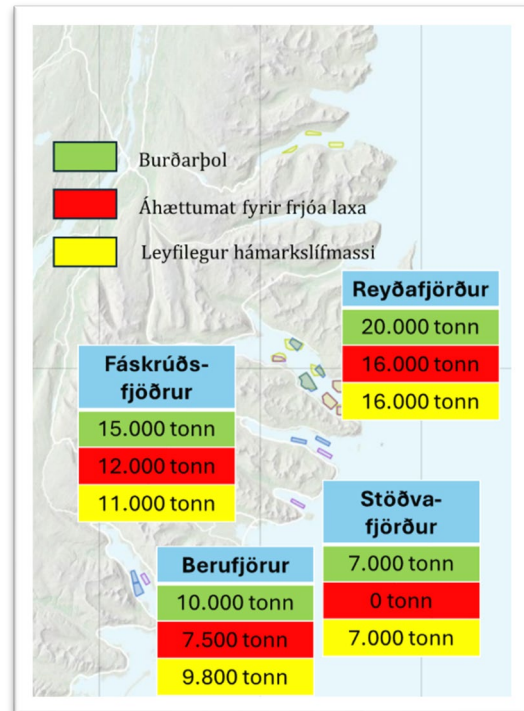 Burðarþol
Áhættumat fyrir frjóa laxa
Leyfilegur hámarkslífmassi
Reyðafjörður
20.000 tonn
16.000 tonn
16.000 tonn
Fáskrúðs-
fjöðrur
15.000 tonn
12.000 tonn
11.000 tonn
Stöðva-
fjörður
7.000 tonn
0 tonn
7.000 tonn
Berufjörur
10.000 tonn
7.500 tonn
9.800 tonn